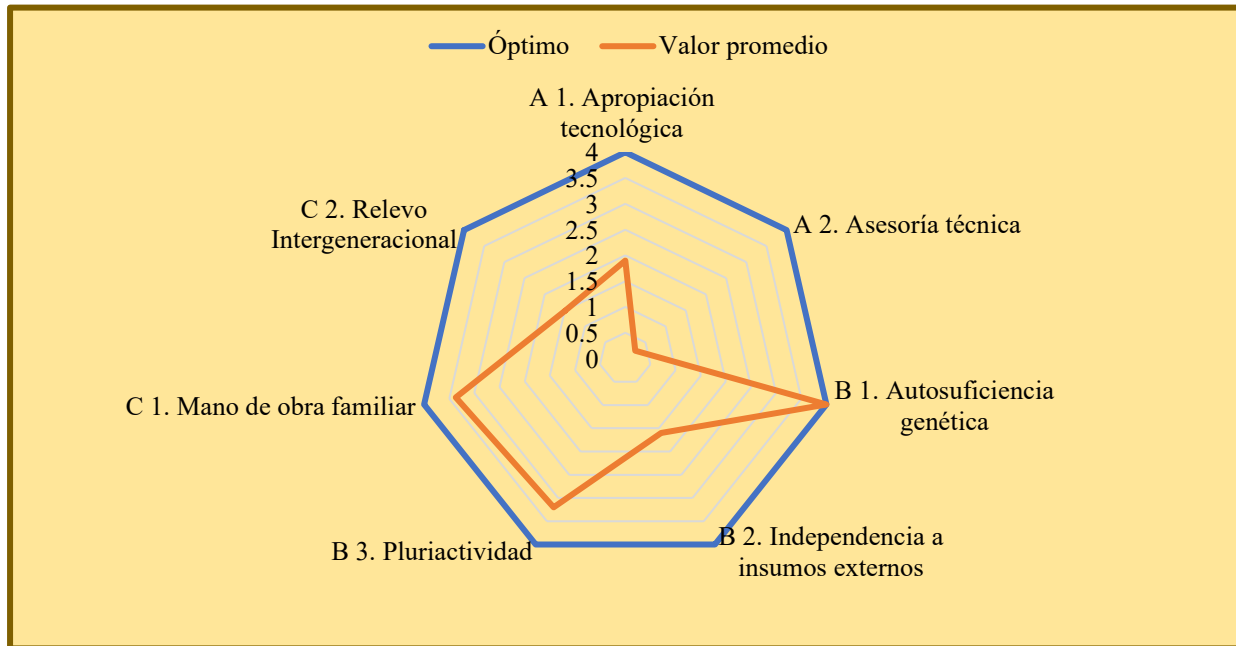 Óptimo
Valor promedio
A 1. Apropiación
tecnológica
4
3.5
3
2.5
2
1.5
1
0.5
0
A 2. Asesoría técnica
B 1. Autosuficiencia
genética
B 2. Independencia a
insumos externos
B 3. Pluriactividad
C 1. Mano de obra familiar
C 2. Relevo
Intergeneracional